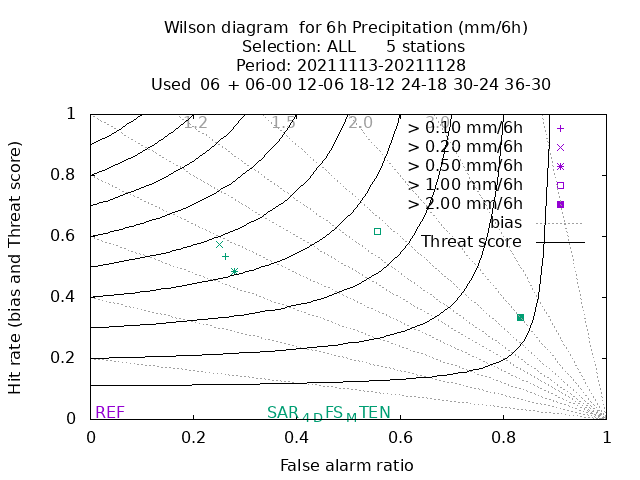 Wilson diagram for 6h Precipitation (mm/6h)
Selection: ALL 5 stations
Period: 20211113-20211128
Used 06 + 06-00 12-06 18-12 24-18 30-24 36-30
1.2 1.5 2.0 3.0
> 0.10 mm/6h
> 0.20 mm/6h
> 0.50 mm/6h
> 1.00 mm/6h
> 2.00 mm/6h
bias
Threat score
1
0.8
0.6
0.4
0.2
0
Hit rate (bias and Threat score)
REF SAR4DFSMTEN
0 0.2 0.4 0.6 0.8 1
False alarm ratio